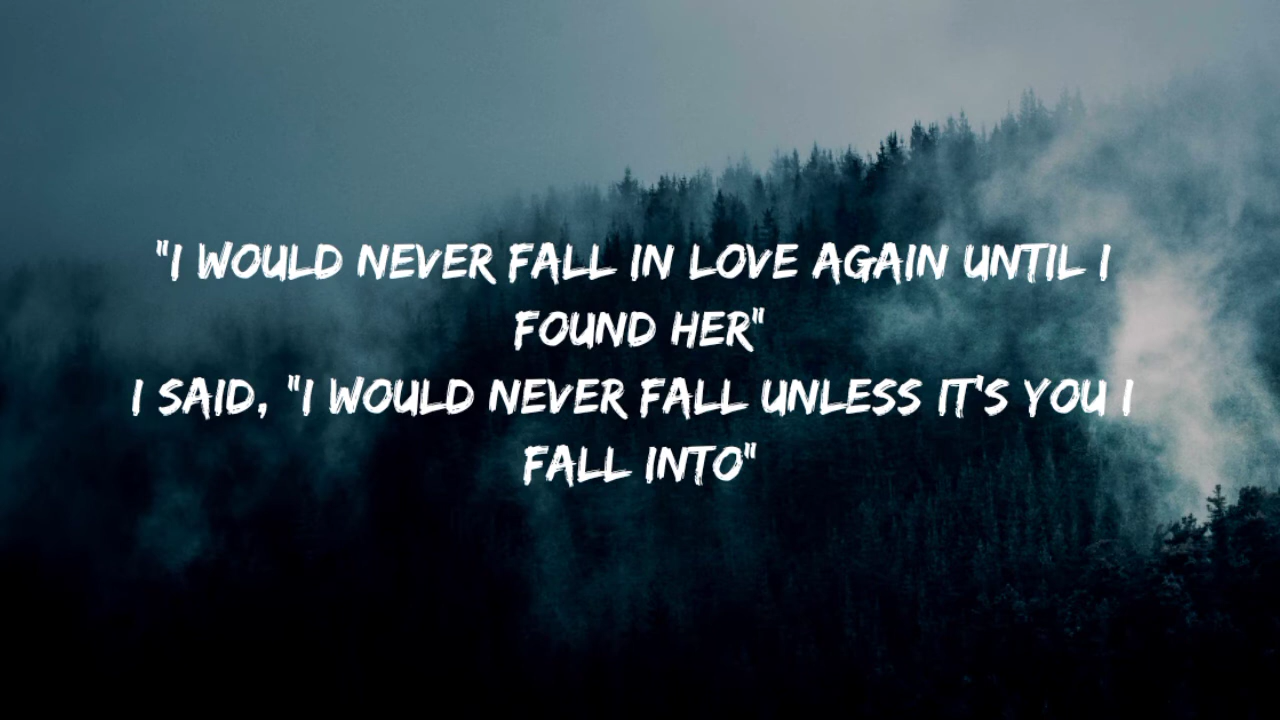 "I WOULD NEVER FALL IN LOVE AGAIN UNTIL I
FOUND HER"
I SAID, "I WOULD NEVER FALL UNLESS IT'S YOU I
FALL INTO"